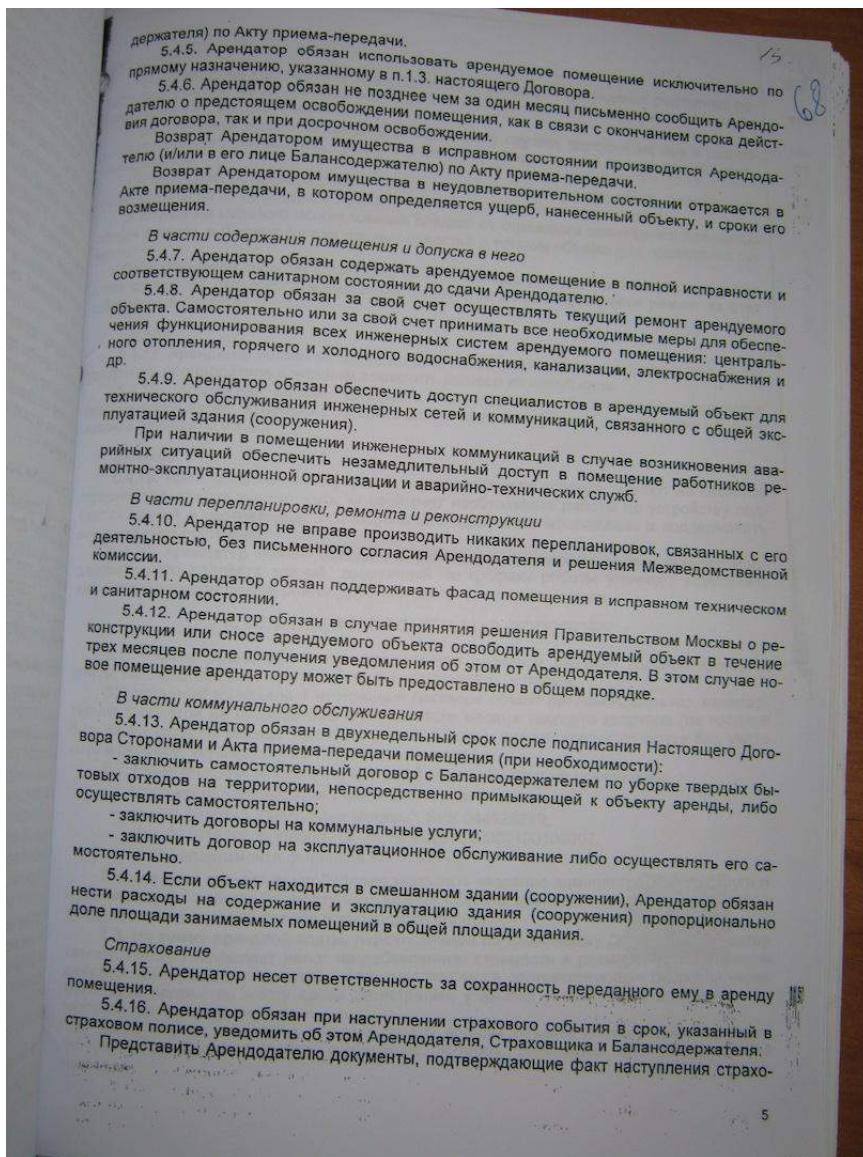 держателя) по Акту приема-передачи.
15.
5.4.5. Арендатор обязан использовать арендуемое помещение исключительно по
прямому назначению, указанному в п.1.3. настоящего Договора.
68
5.4.6. Арендатор обязан не позднее чем за один месяц письменно сообщить Арендо-
дателю о предстоящем освобождении помещения, как в связи с окончанием срока дейст-
вия договора, так и при досрочном освобождении.
Возврат Арендатором имущества в исправном состоянии производится Арендода-
телю (и/или в его лице Балансодержателю) по Акту приема-передачи.
Возврат Арендатором имущества в неудовлетворительном состоянии отражается в
Акте приема-передачи, в котором определяется ущерб, нанесенный объекту, и сроки его
возмещения.
В части содержания помещения и допуска в него
5.4.7. Арендатор обязан содержать арендуемое помещение в полной исправности и
соответствующем санитарном состоянии до сдачи Арендодателю.
5.4.8. Арендатор обязан за свой счет осуществлять текущий ремонт арендуемого
объекта. Самостоятельно или за свой счет принимать все необходимые меры для обеспе-
чения функционирования всех инженерных систем арендуемого помещения: централь-
ного отопления, горячего и холодного водоснабжения, канализации, электроснабжения и
др.
5.4.9. Арендатор обязан обеспечить доступ специалистов в арендуемый объект для
технического обслуживания инженерных сетей и коммуникаций, связанного с общей экс-
плуатацией здания (сооружения).
При наличии в помещении инженерных коммуникаций в случае возникновения ава-
рийных ситуаций обеспечить незамедлительный доступ в помещение работников ре-
монтно-эксплуатационной организации и аварийно-технических служб.
В части перепланировки, ремонта и реконструкции
5.4.10. Арендатор не вправе производить никаких перепланировок, связанных с его
деятельностью, без письменного согласия Арендодателя и решения Межведомственной
комиссии.
5.4.11. Арендатор обязан поддерживать фасад помещения в исправном техническом
и санитарном состоянии.
5.4.12. Арендатор обязан в случае принятия решения Правительством Москвы о ре-
конструкции или сносе арендуемого объекта освободить арендуемый объект в течение
трех месяцев после получения уведомления об этом от Арендодателя. В этом случае но-
вое помещение арендатору может быть предоставлено в общем порядке.
В части коммунального обслуживания
5.4.13. Арендатор обязан в двухнедельный срок после подписания Настоящего Дого-
вора Сторонами и Акта приема-передачи помещения (при необходимости):
- заключить самостоятельный договор с Балансодержателем по уборке твердых бы-
товых отходов на территории, непосредственно примыкающей к объекту аренды, либо
осуществлять самостоятельно;
- заключить договоры на коммунальные услуги;
- заключить договор на эксплуатационное обслуживание либо осуществлять его са-
мостоятельно.
5.4.14. Если объект находится в смешанном здании (сооружении), Арендатор обязан
нести расходы на содержание и эксплуатацию здания (сооружения) пропорционально
доле площади занимаемых помещений в общей площади здания.
Страхование
5.4.15. Арендатор несет ответственность за сохранность переданного ему в аренду
помещения.
5.4.16. Арендатор обязан при наступлении страхового события в срок, указанный в
страховом полисе, уведомить об этом Арендодателя, Страховщика и Балансодержателя.
Представить Арендодателю документы, подтверждающие факт наступления страхо-
5